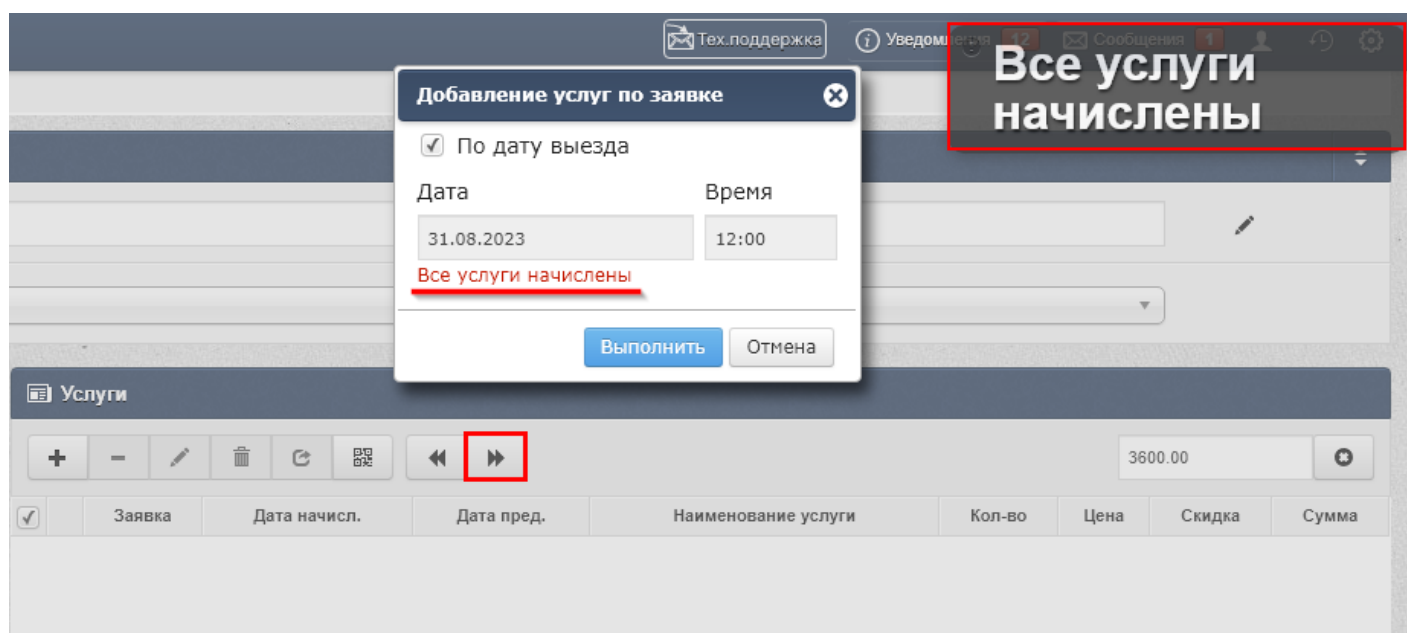 Тех.поддержка
Уведомления 12
Сообщения 1
Все услуги
начислены
Добавление услуг по заявке
По дату выезда
Дата
Время
31.08.2023
12:00
Все услуги начислены
Выполнить
Отмена
Услуги
3600.00
Заявка
Дата начисл.
Дата пред.
Наименование услуги
Кол-во
Цена
Скидка
Сумма